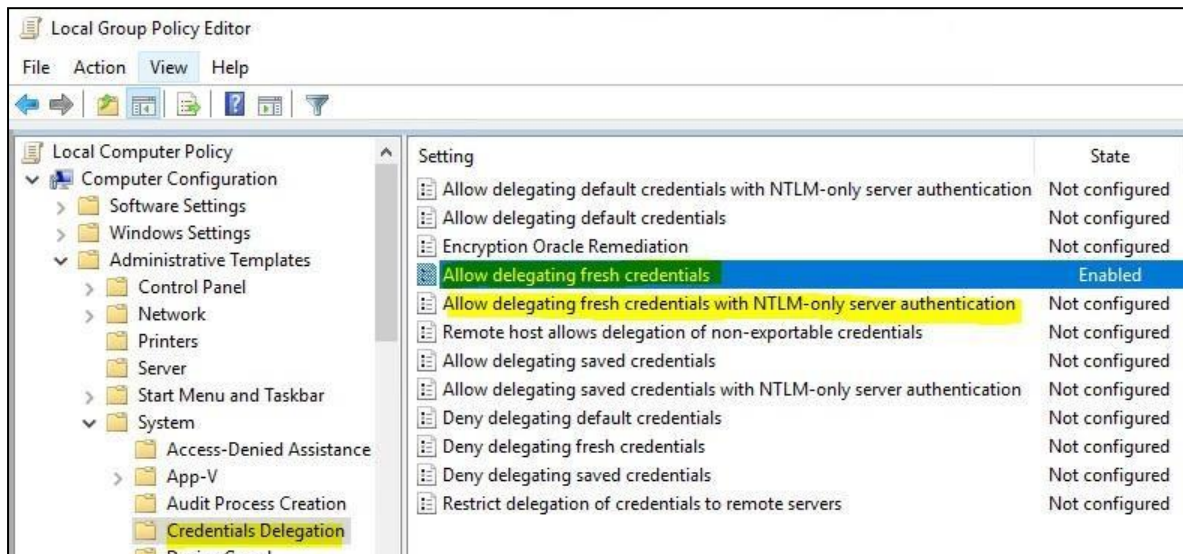 Local Group Policy Editor
File Action View Help
Local Computer Policy
Computer Configuration
Software Settings
Windows Settings
Administrative Templates
Control Panel
Network
Printers
Server
Start Menu and Taskbar
System
Access-Denied Assistance
App-V
Audit Process Creation
Credentials Delegation
Setting State
Allow delegating default credentials with NTLM-only server authentication Not configured
Allow delegating default credentials Not configured
Encryption Oracle Remediation Not configured
Allow delegating fresh credentials Enabled
Allow delegating fresh credentials with NTLM-only server authentication Not configured
Remote host allows delegation of non-exportable credentials Not configured
Allow delegating saved credentials Not configured
Allow delegating saved credentials with NTLM-only server authentication Not configured
Deny delegating default credentials Not configured
Deny delegating fresh credentials Not configured
Deny delegating saved credentials Not configured
Restrict delegation of credentials to remote servers Not configured